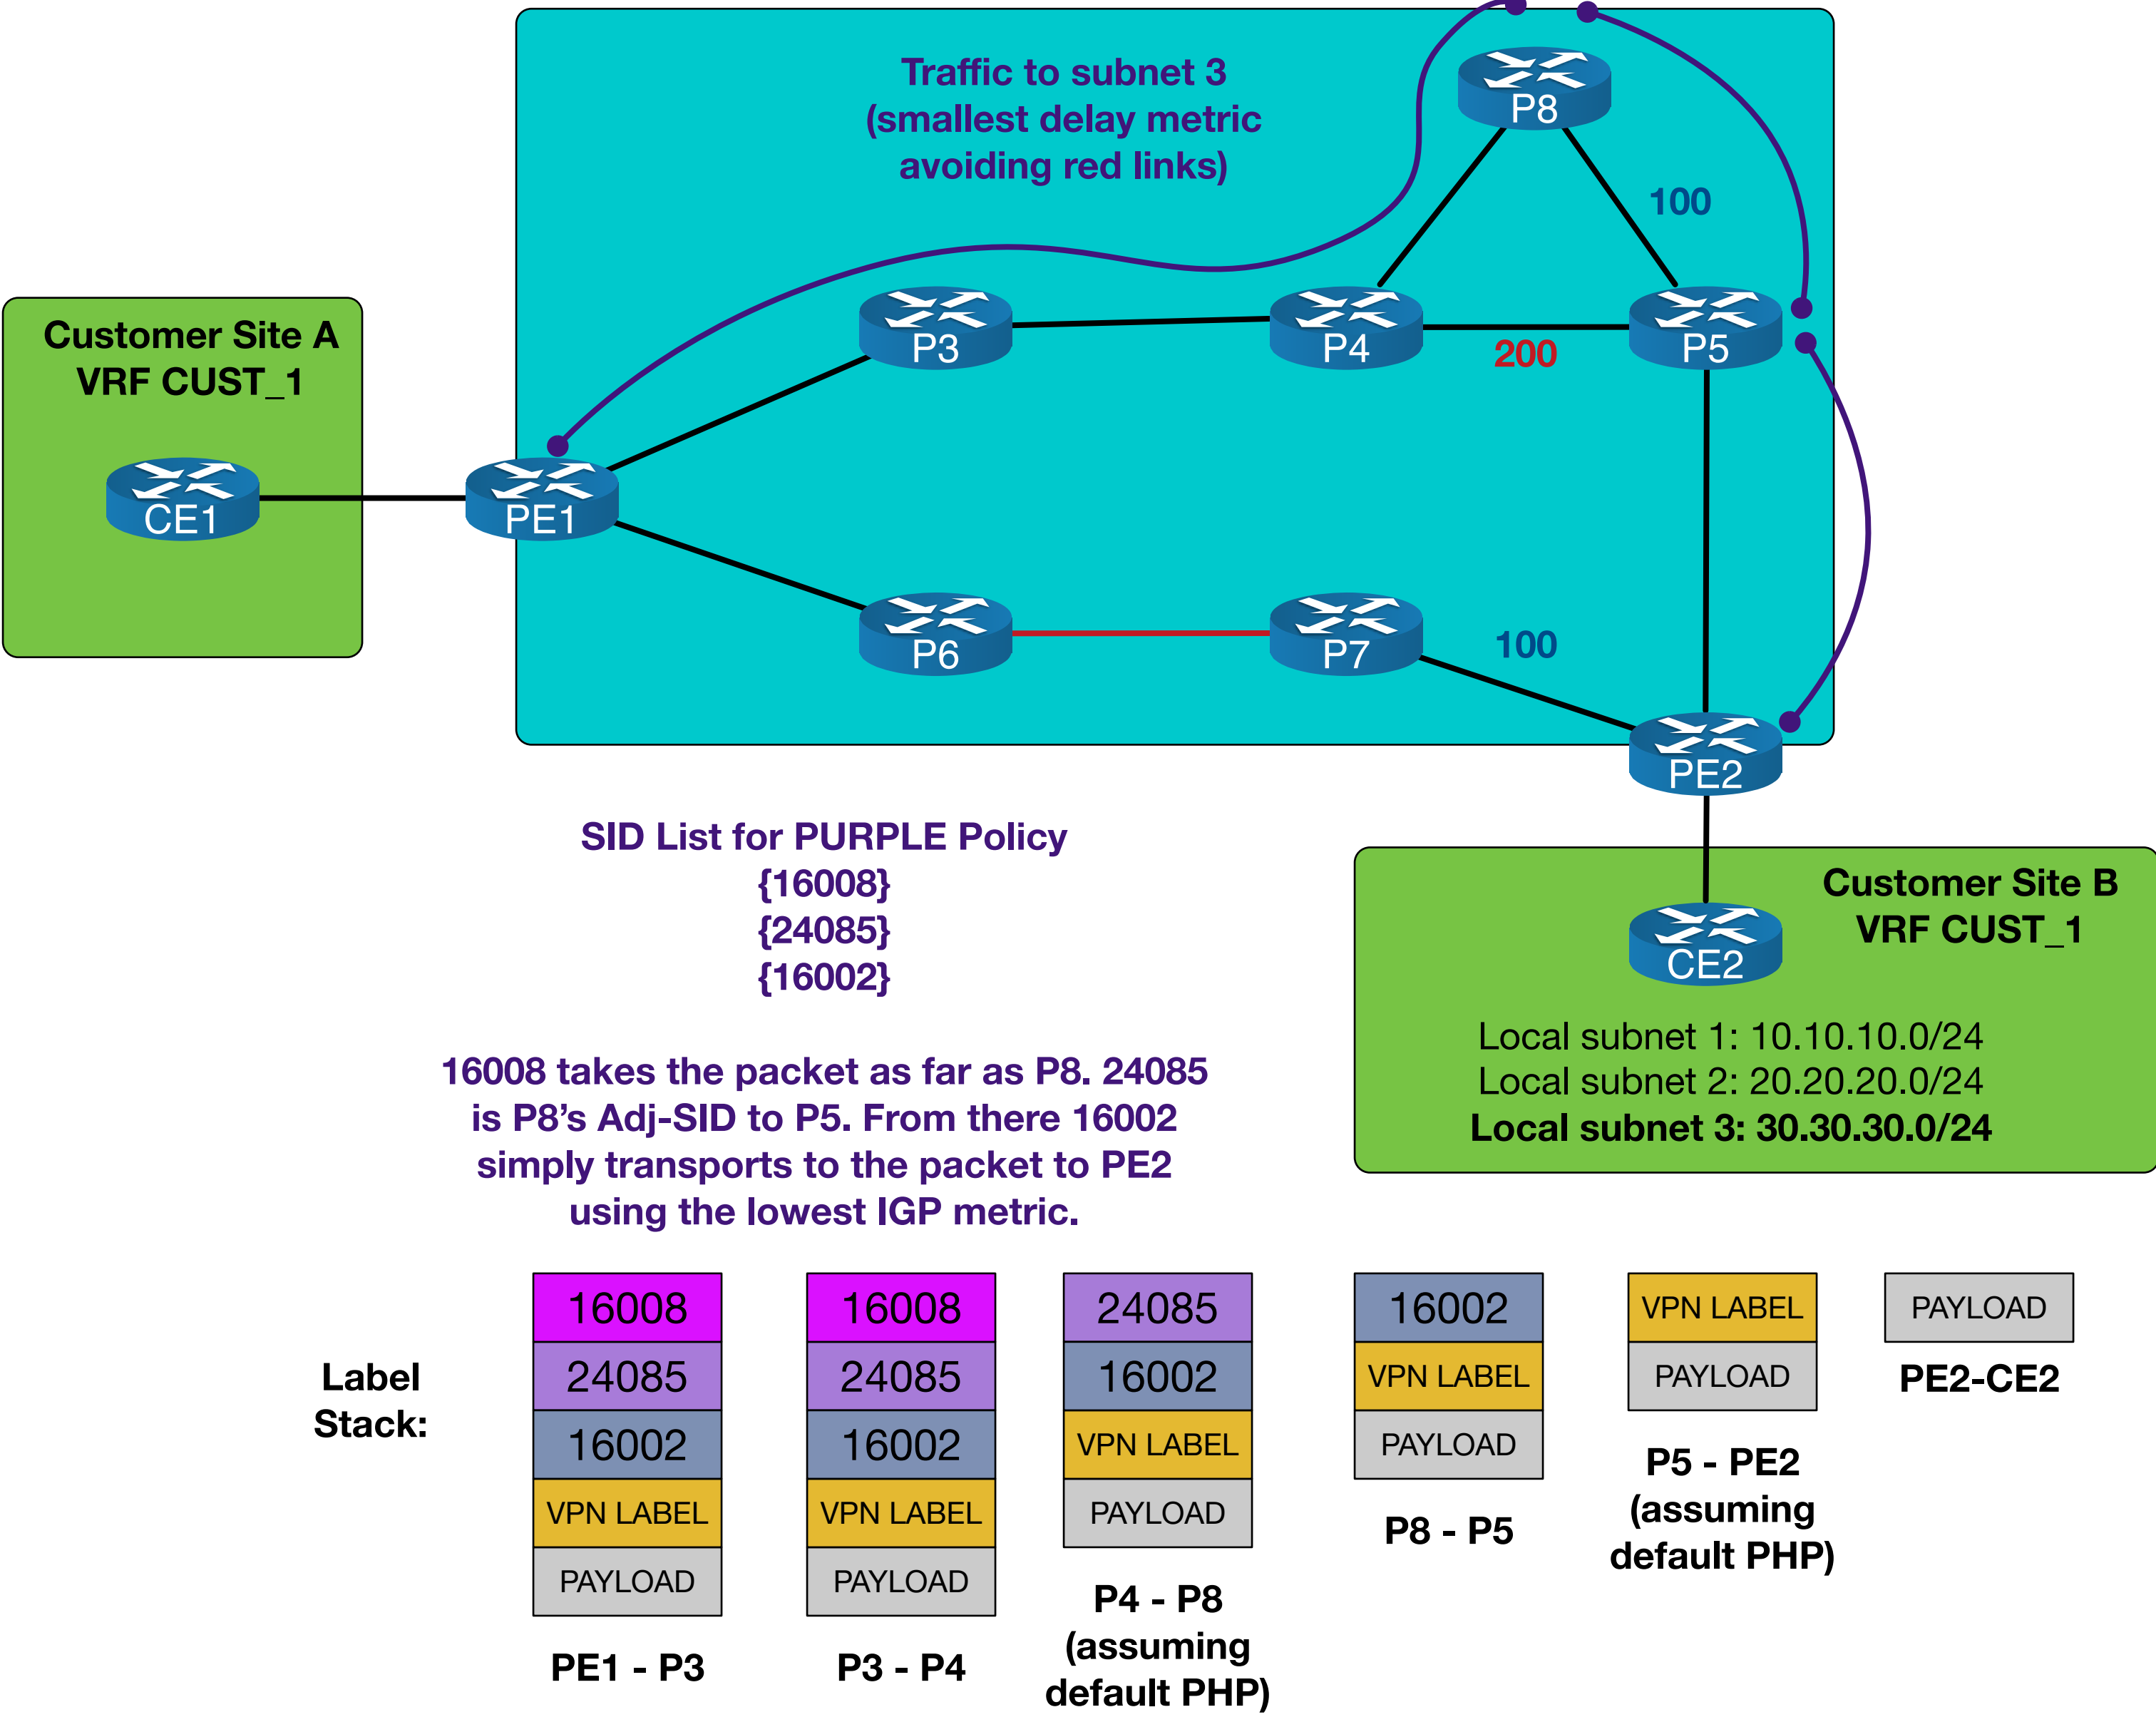 Traffic to subnet 3
(smallest delay metric
avoiding red links)
P8
100
Customer Site A
VRF CUST_1
P3
P4
200
P5
CE1
PE1
P6
P7
100
PE2
SID List for PURPLE Policy
{16008}
{24085}
{16002}
Customer Site B
VRF CUST_1
CE2
Local subnet 1: 10.10.10.0/24
Local subnet 2: 20.20.20.0/24
Local subnet 3: 30.30.30.0/24
16008 takes the packet as far as P8. 24085
is P8’s Adj-SID to P5. From there 16002
simply transports to the packet to PE2
using the lowest IGP metric.
Label
Stack:
16008
24085
16002
VPN LABEL
PAYLOAD
PE1 - P3
16008
24085
16002
VPN LABEL
PAYLOAD
P3 - P4
24085
16002
VPN LABEL
PAYLOAD
P4 - P8
(assuming
default PHP)
16002
VPN LABEL
PAYLOAD
P8 - P5
VPN LABEL
PAYLOAD
P5 - PE2
(assuming
default PHP)
PAYLOAD
PE2-CE2